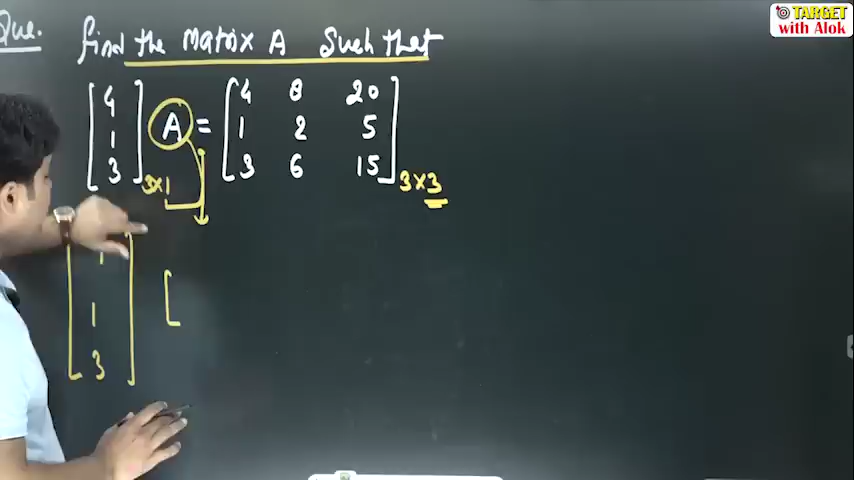 TARGET
with Alok
Que. find the matrix A Such that
[4 1 3] 3×1 A = [4 8 20
1 2 5
3 6 15] 3×3
1
3